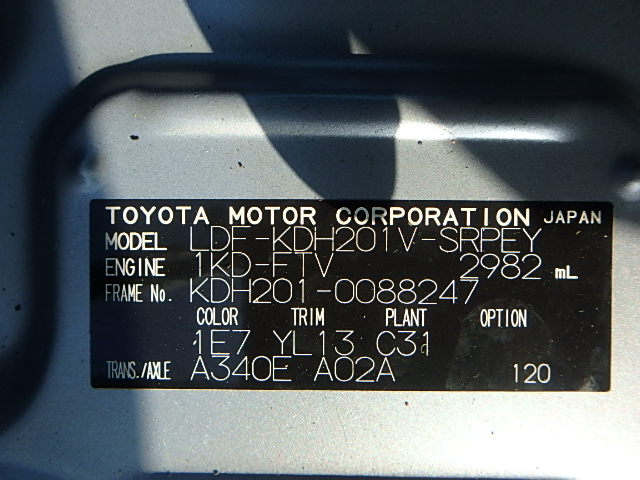 TOYOTA MOTOR CORPORATION JAPAN
MODEL LDF-KDH201V-SRPEY
ENGINE 1KD-FTV 2982 mL
FRAME No. KDH201-0088247
COLOR TRIM PLANT OPTION
1E7 YL13 C31
TRANS./AXLE A340E A02A 120